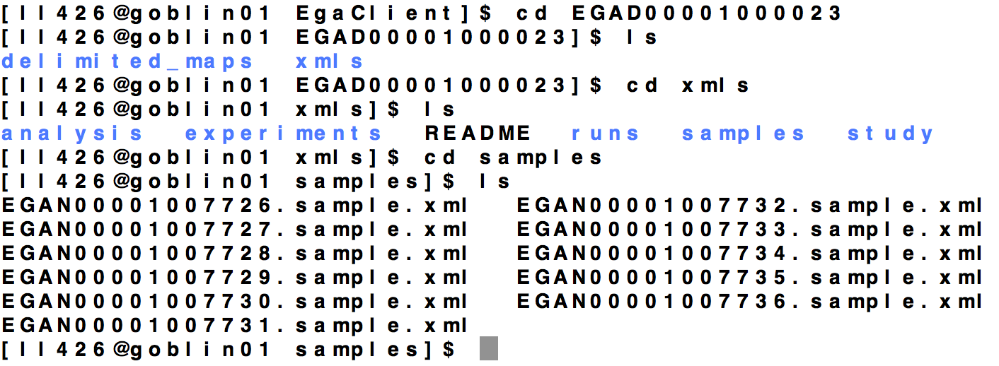 [ll426@goblin01 EgaClient]$ cd EGAD00001000023
[ll426@goblin01 EGAD00001000023]$ ls
delimited_maps  xmls
[ll426@goblin01 EGAD00001000023]$ cd xmls
[ll426@goblin01 xmls]$ ls
analysis  experiments  README  runs  samples  study
[ll426@goblin01 xmls]$ cd samples
[ll426@goblin01 samples]$ ls
EGAN00001007726.sample.xml  EGAN00001007732.sample.xml
EGAN00001007727.sample.xml  EGAN00001007733.sample.xml
EGAN00001007728.sample.xml  EGAN00001007734.sample.xml
EGAN00001007729.sample.xml  EGAN00001007735.sample.xml
EGAN00001007730.sample.xml  EGAN00001007736.sample.xml
EGAN00001007731.sample.xml
[ll426@goblin01 samples]$